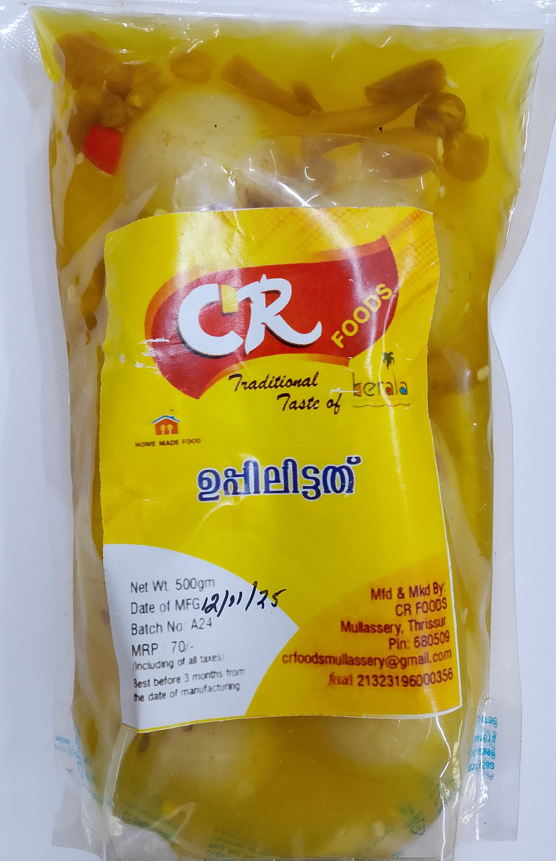 CR
FOODS
Traditional
Taste of kerala
HOME MADE FOOD
ഉപ്പിലിട്ടത്
Net Wt. 500gm
Date of MFG 12/11/25
Batch No: A24
MRP : 70/-
(Including of all taxes)
Best before 3 months from
the date of manufacturing
Mfd & Mkd By:
CR FOODS
Mullassery, Thrissur
Pin: 680509
crfoodsmullassery@gmail.com
fssai 21323196000356